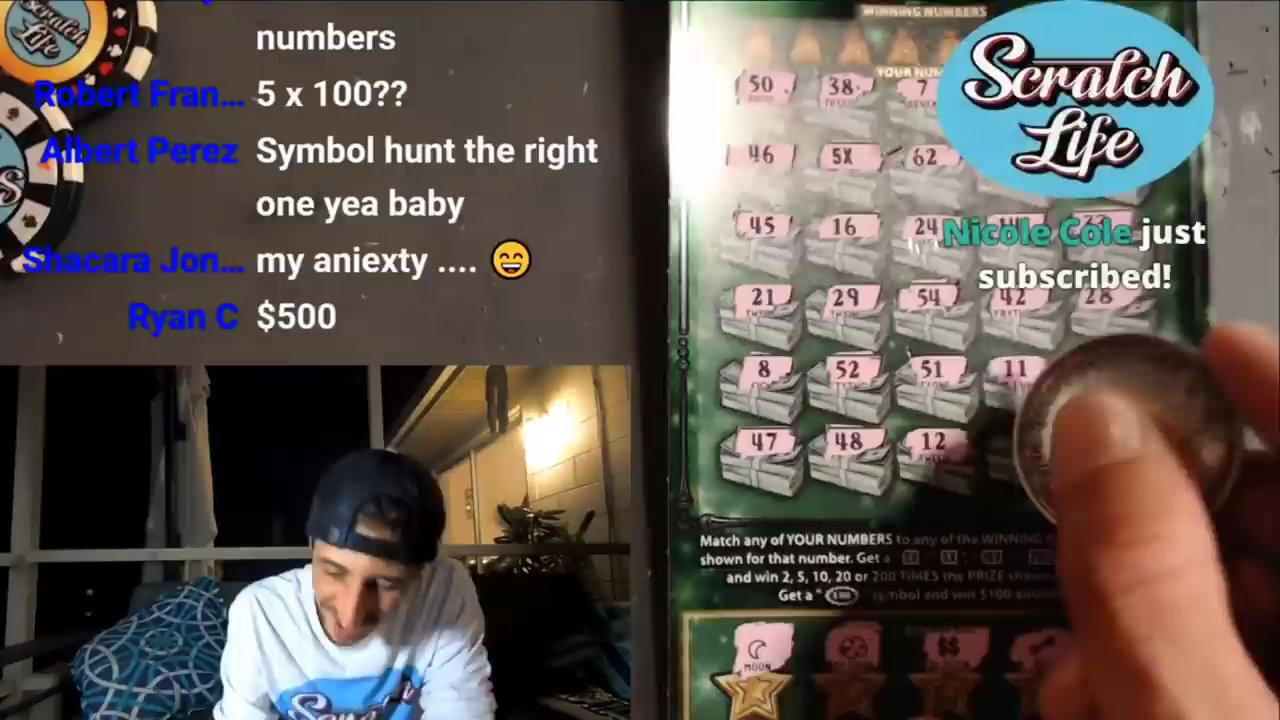 numbers
Robert Fran... 5 x 100??
Albert Perez Symbol hunt the right
one yea baby
Shacara Jon... my aniexty .... 😄
Ryan C $500
Scratch
Life
WINNING NUMBERS
YOUR
50 38 7
46 5X 62
45 16 24
21 29 54 42 28
8 52 51 11
47 48 12
Scratch
Life
Nicole Cole just
subscribed!
Match any of YOUR NUMBERS to any of the WINNING
shown for that number. Get a
and win 2, 5, 10, 20 or 200 TIMES the PRIZE
Get a symbol and win $100
MOON